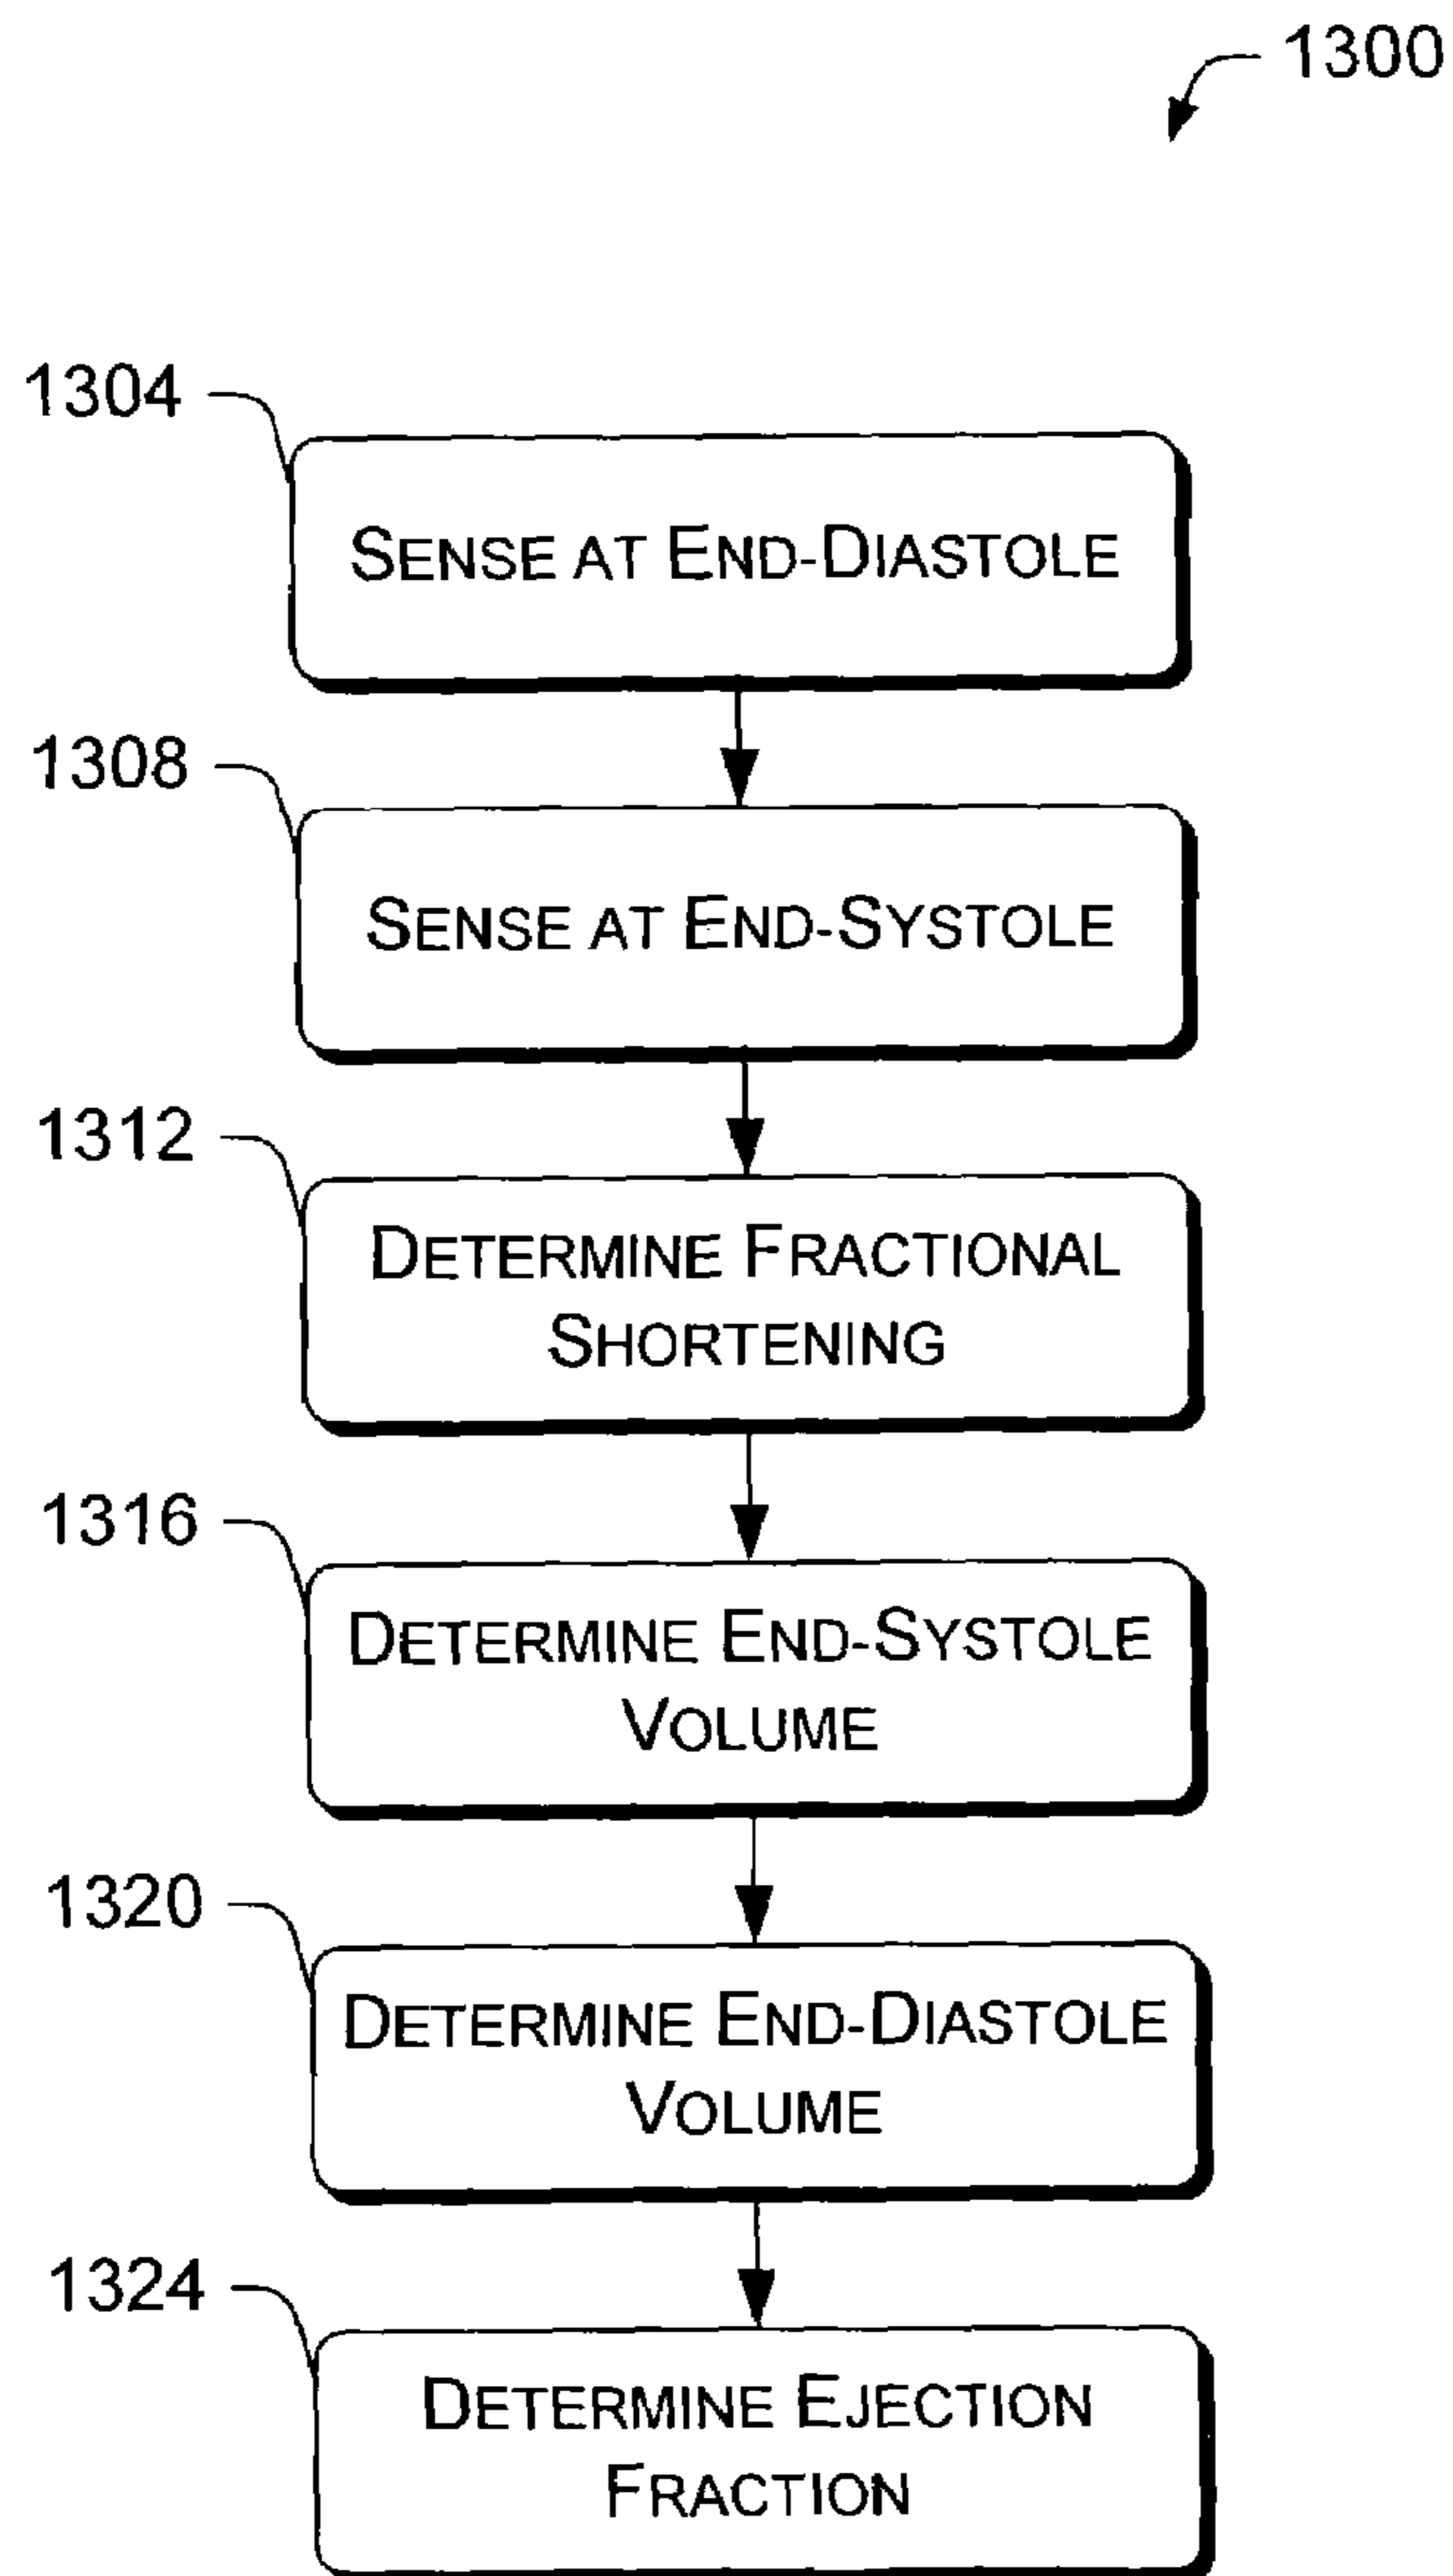 1300
1304
SENSE AT END-DIASTOLE
1308
SENSE AT END-SYSTOLE
1312
DETERMINE FRACTIONAL
SHORTENING
1316
DETERMINE END-SYSTOLE
VOLUME
1320
DETERMINE END-DIASTOLE
VOLUME
1324
DETERMINE EJECTION
FRACTION